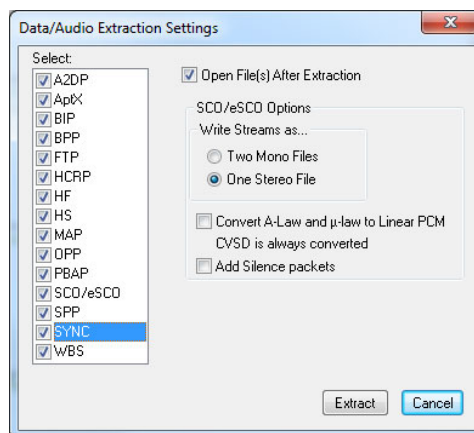 Data/Audio Extraction Settings
Select:
A2DP
AptX
BIP
BPP
FTP
HCRP
HF
HS
MAP
OPP
PBAP
SCO/eSCO
SPP
SYNC
WBS
Open File(s) After Extraction
SCO/eSCO Options
Write Streams as...
Two Mono Files
One Stereo File
Convert A-Law and μ-law to Linear PCM
CVSD is always converted
Add Silence packets
Extract
Cancel